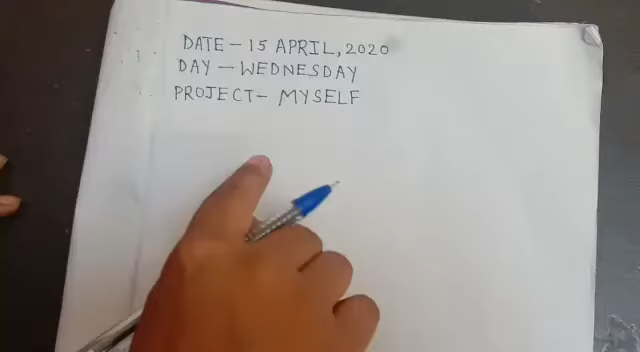 DATE - 15 APRIL, 2020
DAY - WEDNESDAY
PROJECT - MYSELF